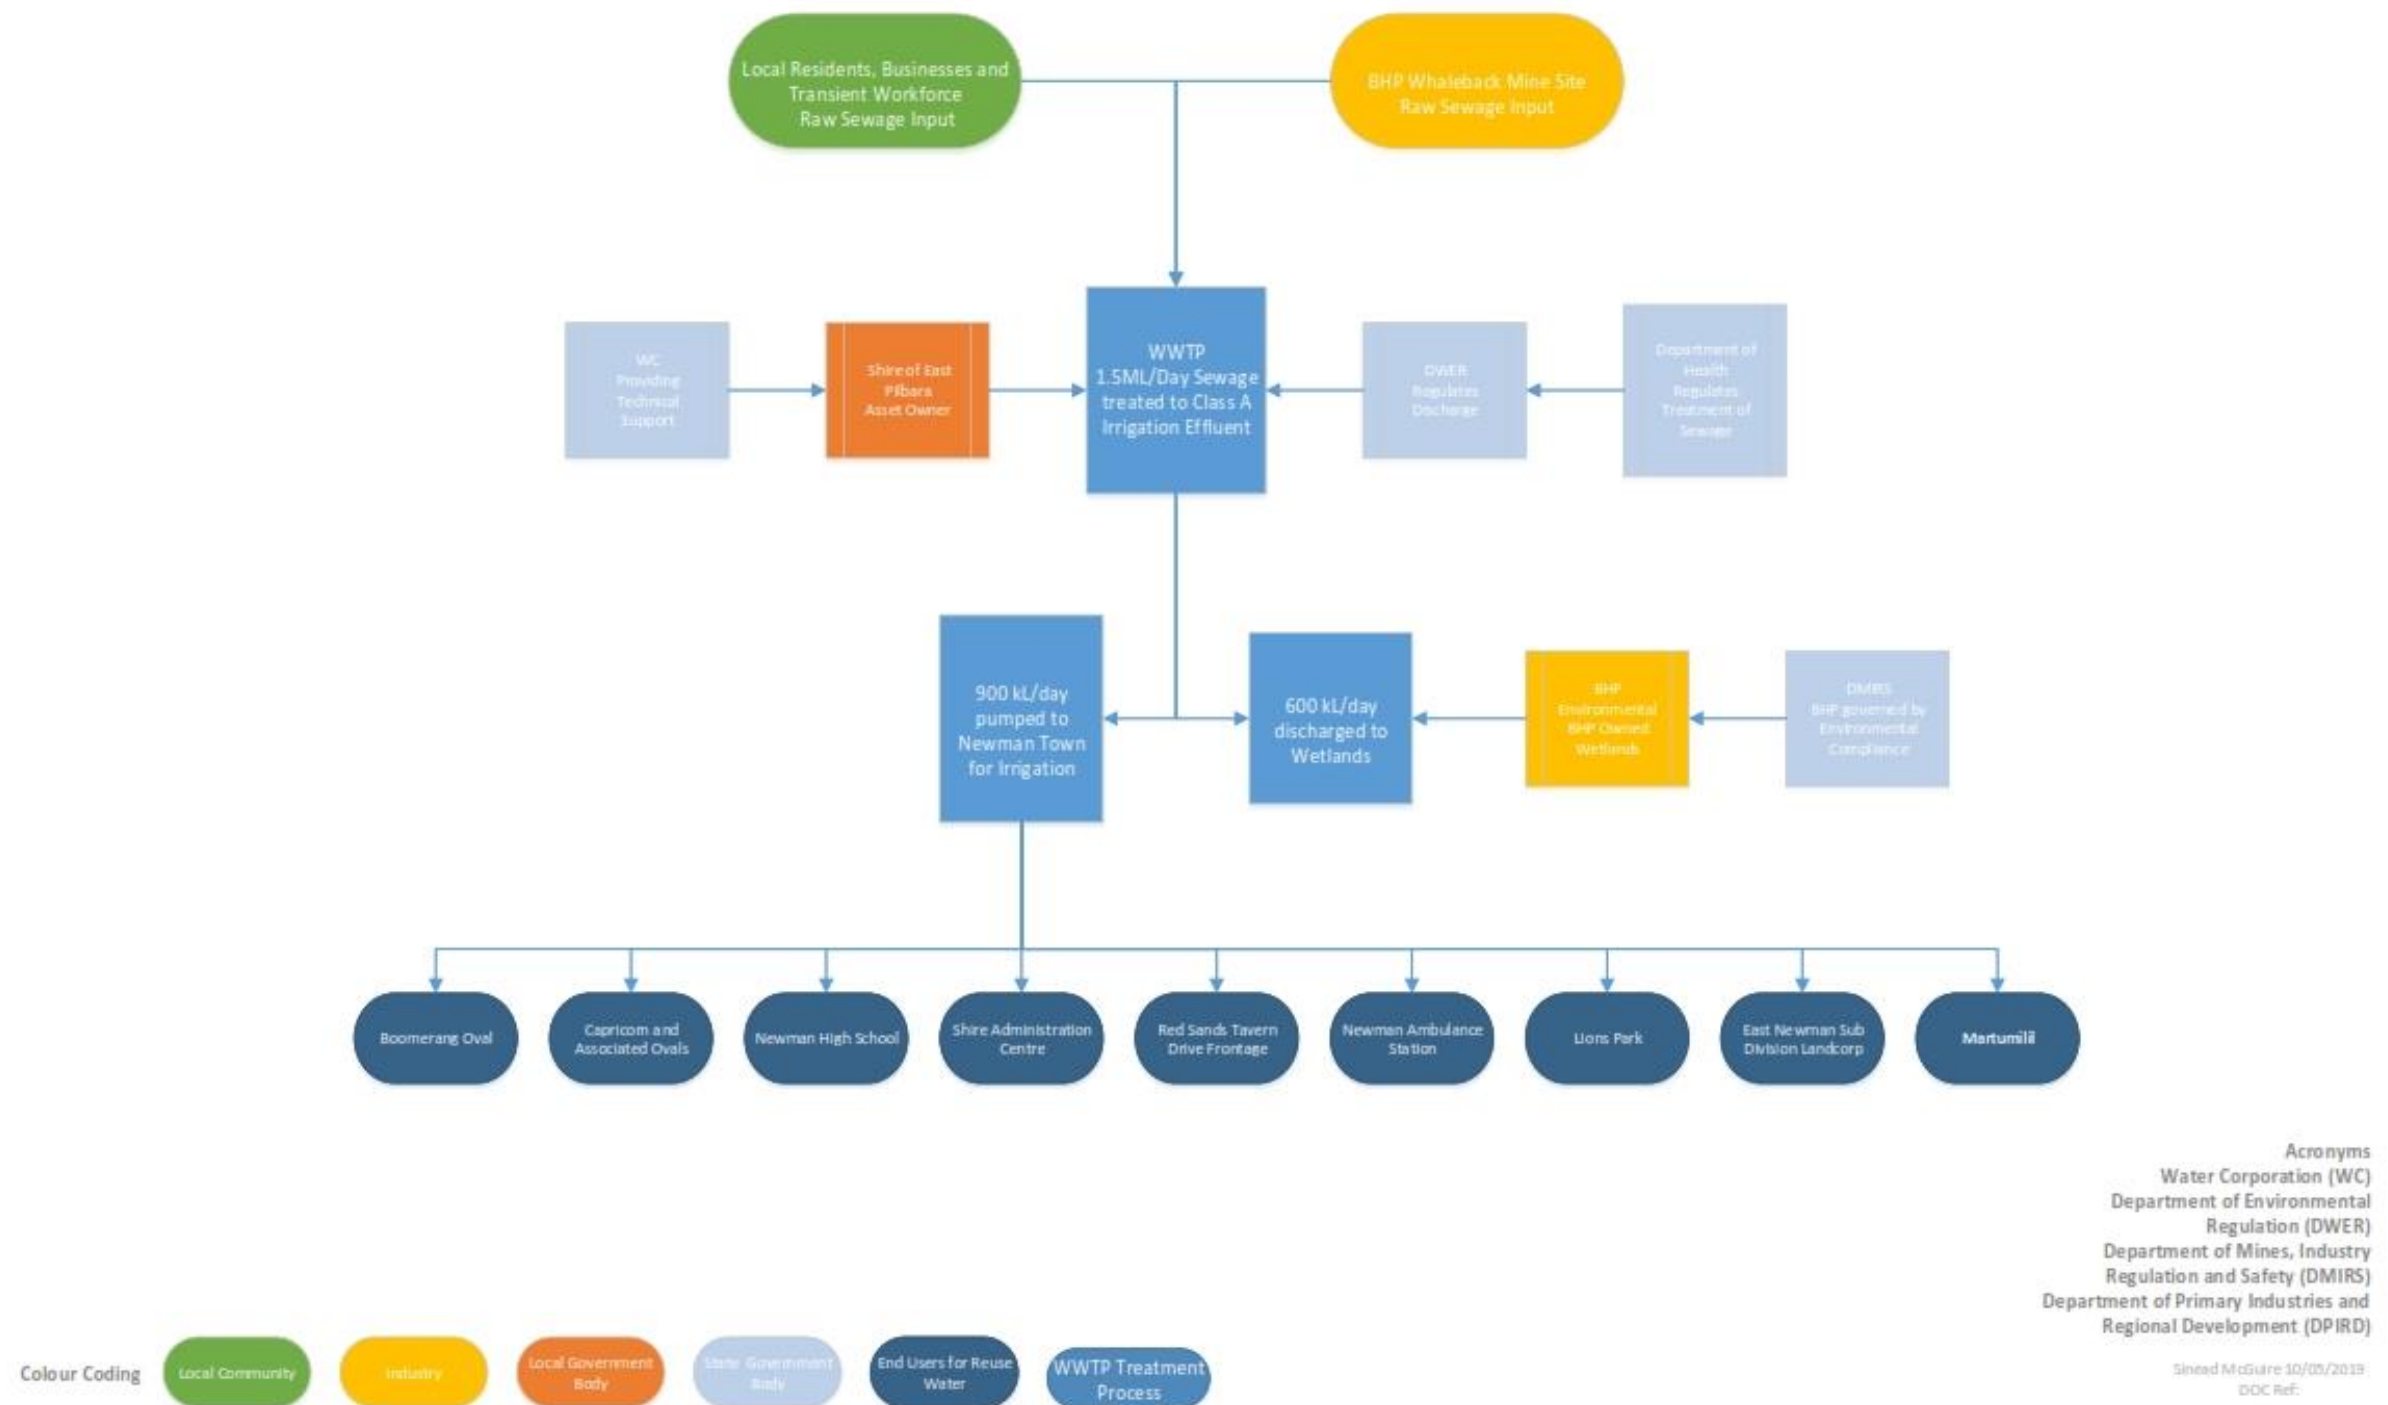 Local Residents, Businesses and
Transient Workforce
Raw Sewage Input
BHP Whaleback Mine Site
Raw Sewage Input
WC
Providing
Technical
Support
Shire of East
Pilbara
Asset Owner
WWTP
1.5ML/Day Sewage
treated to Class A
Irrigation Effluent
DWER
Regulates
Discharge
Department of
Health
Regulates
Treatment of
Sewage
900 kL/day
pumped to
Newman Town
for Irrigation
600 kL/day
discharged to
Wetlands
BHP
Environmental
BHP Owned
Wetlands
DMIRS
BHP governed by
Environmental
Compliance
Boomerang Oval
Capricorn and
Associated Ovals
Newman High School
Shire Administration
Centre
Red Sands Tavern
Drive Frontage
Newman Ambulance
Station
Lions Park
East Newman Sub
Division Landcorp
Martumilil
Acronyms
Water Corporation (WC)
Department of Environmental
Regulation (DWER)
Department of Mines, Industry
Regulation and Safety (DMIRS)
Department of Primary Industries and
Regional Development (DPIRD)
Colour Coding
Local Community
Industry
Local Government
Body
State Government
Body
End Users for Reuse
Water
WWTP Treatment
Process
Sinead McGuire 10/05/2019
DOC Ref: